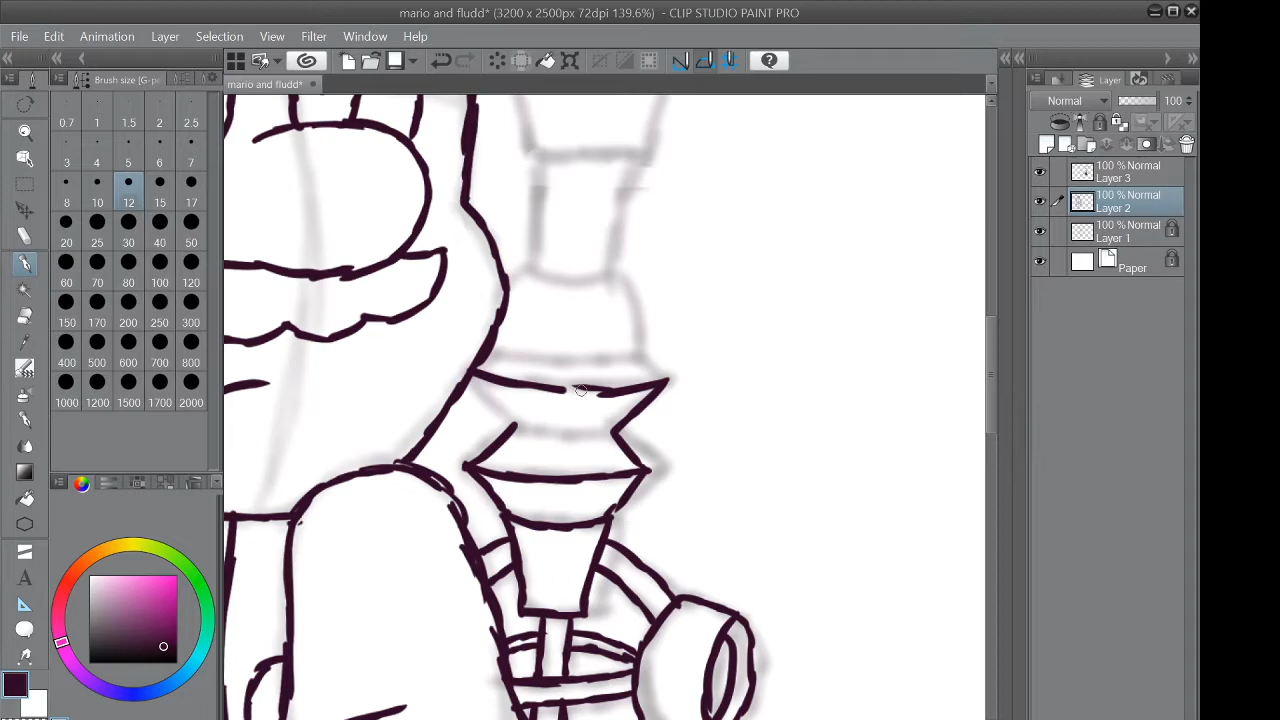 mario and fludd* (3200 x 2500px 72dpi 139.6%)  - CLIP STUDIO PAINT PRO
File Edit Animation Layer Selection View Filter Window Help
Brush size [G-p
mario and fludd*
Layer
0.7 1 1.5 2 2.5
3 4 5 6 7
8 10 12 15 17
20 25 30 40 50
60 70 80 100 120
150 170 200 250 300
400 500 600 700 800
1000 1200 1500 1700 2000
Normal 100
100 % Normal
Layer 3
100 % Normal
Layer 2
100 % Normal
Layer 1
Paper
A